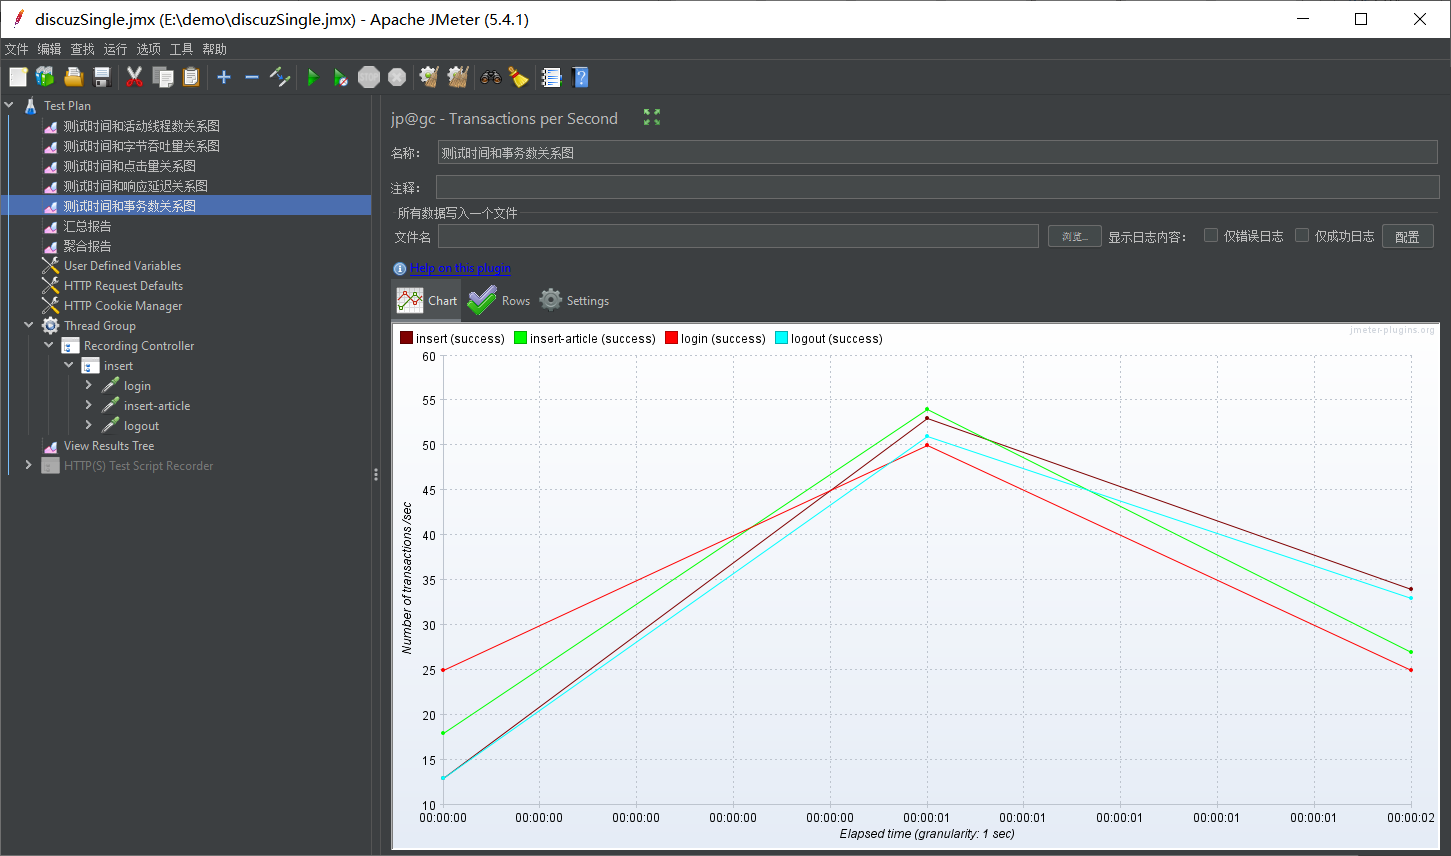 discuzSingle.jmx (E:\demo\discuzSingle.jmx) - Apache JMeter (5.4.1)
文件 编辑 查找 运行 选项 工具 帮助
STOP
Test Plan
测试时间和活动线程数关系图
测试时间和字节吞吐量关系图
测试时间和点击量关系图
测试时间和响应延迟关系图
测试时间和事务数关系图
汇总报告
聚合报告
User Defined Variables
HTTP Request Defaults
HTTP Cookie Manager
Thread Group
Recording Controller
insert
login
insert-article
logout
View Results Tree
HTTP(S) Test Script Recorder
jp@gc - Transactions per Second
名称： 测试时间和事务数关系图
注释：
所有数据写入一个文件
文件名 浏览... 显示日志内容： 仅错误日志 仅成功日志 配置
Help on this plugin
Chart Rows Settings
insert (success) insert-article (success) login (success) logout (success)
jmeter-plugins.org
60
55
50
45
40
35
30
25
20
15
10
Number of transactions /sec
00:00:00 00:00:00 00:00:00 00:00:00 00:00:00 00:00:01 00:00:01 00:00:01 00:00:01 00:00:01 00:00:02
Elapsed time (granularity: 1 sec)